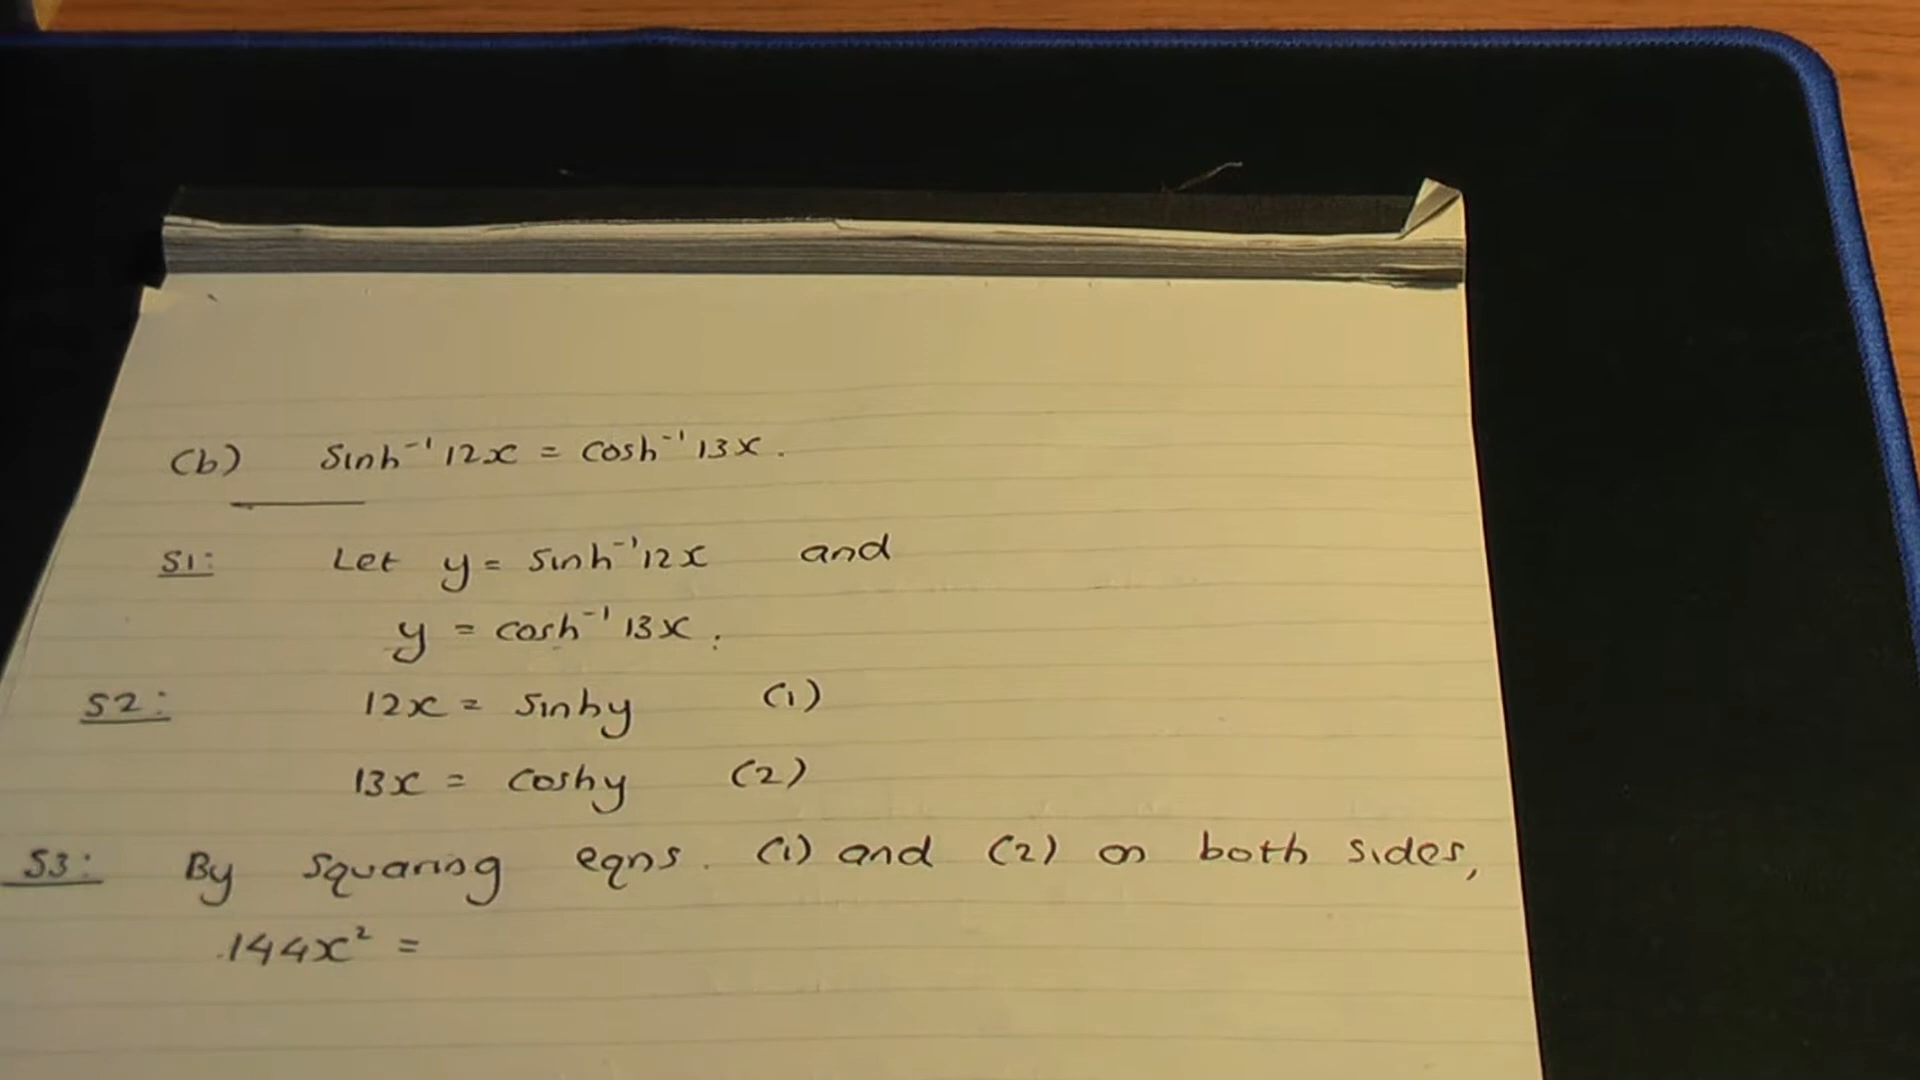 (b) Sinh⁻¹12x = Cosh⁻¹13x.
S1: Let y = Sinh⁻¹12x and
y = cosh⁻¹13x.
S2: 12x = Sinhy (1)
13x = Coshy (2)
S3: By Squaring eqns. (1) and (2) on both sides,
144x² =